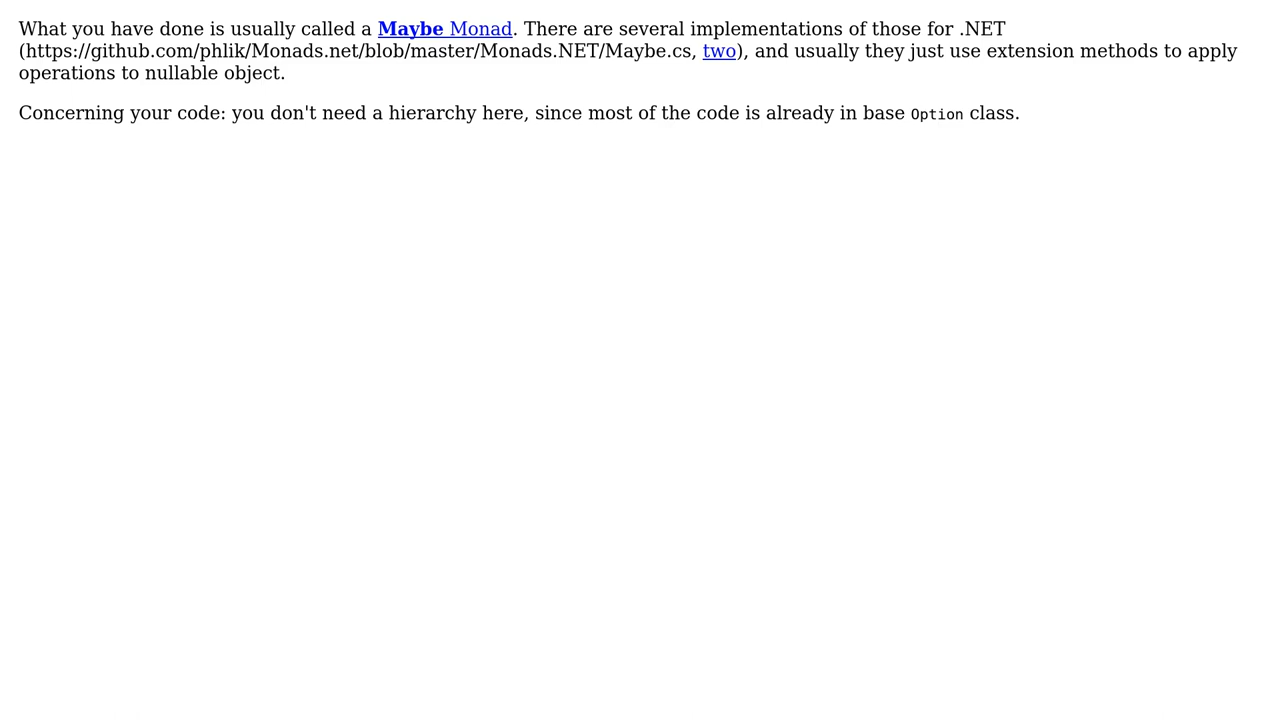 What you have done is usually called a Maybe Monad. There are several implementations of those for .NET
(https://github.com/phlik/Monads.net/blob/master/Monads.NET/Maybe.cs, two), and usually they just use extension methods to apply
operations to nullable object.
Concerning your code: you don't need a hierarchy here, since most of the code is already in base Option class.